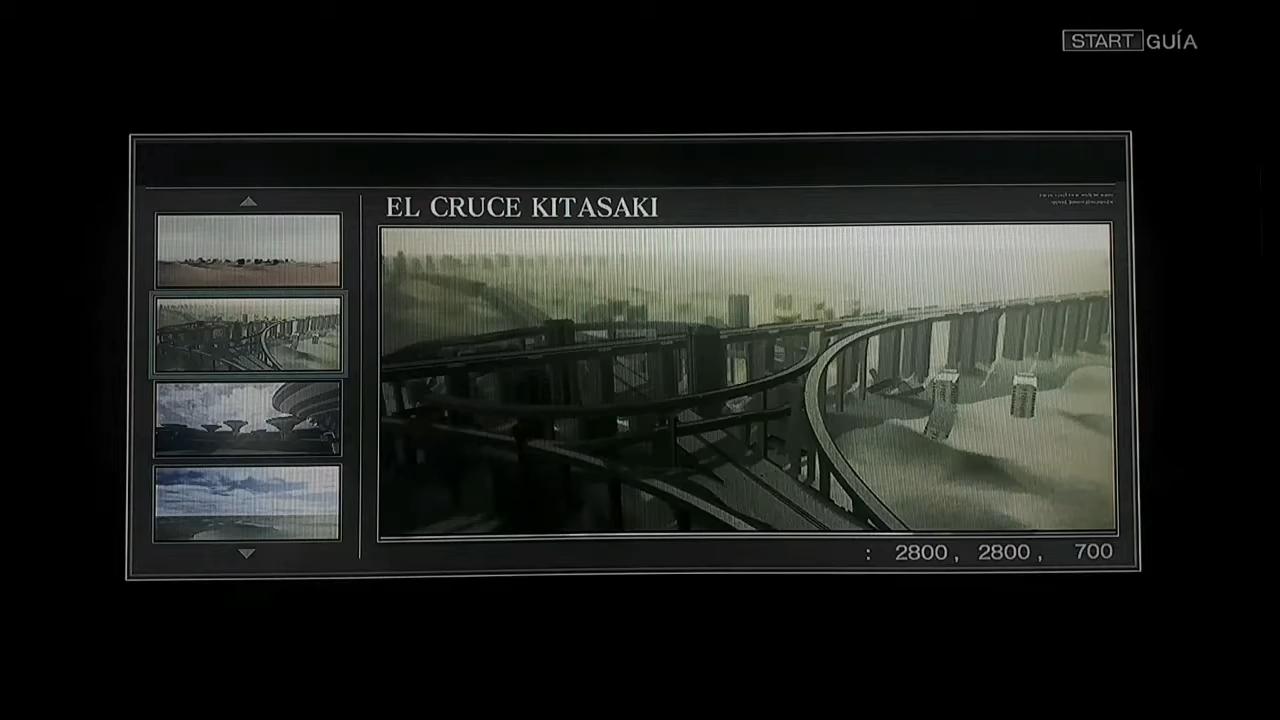 START GUÍA
EL CRUCE KITASAKI
: 2800, 2800, 700